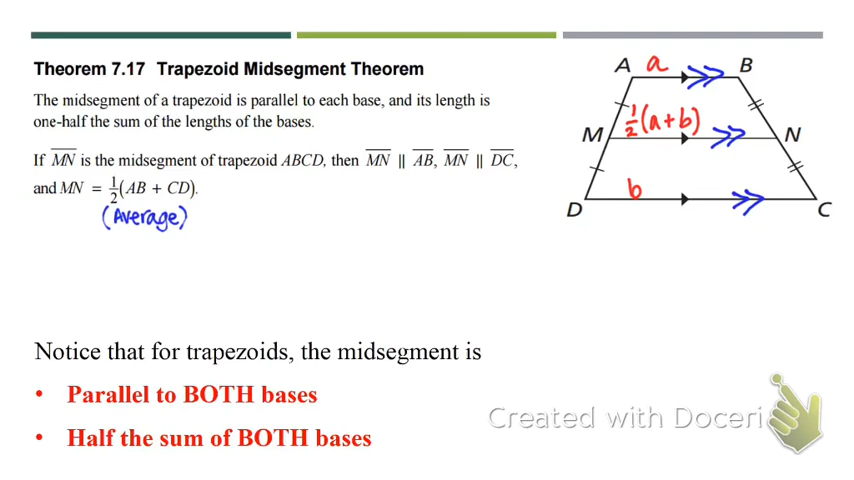 Theorem 7.17 Trapezoid Midsegment Theorem
The midsegment of a trapezoid is parallel to each base, and its length is
one-half the sum of the lengths of the bases.
If MN is the midsegment of trapezoid ABCD, then MN || AB, MN || DC,
and MN = 1/2(AB + CD).
(Average)
A a B
M 1/2(a+b) N
D b C
Notice that for trapezoids, the midsegment is
• Parallel to BOTH bases
• Half the sum of BOTH bases
Created with Doceri